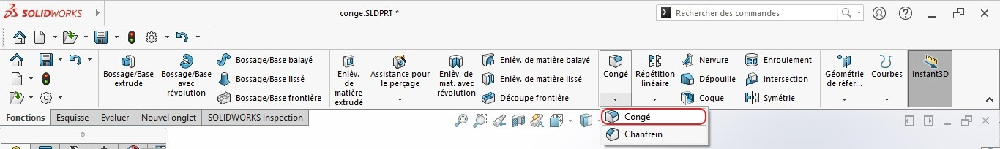 SOLIDWORKS
conge.SLDPRT *
Rechercher des commandes
Bossage/Base extrudé
Bossage/Base avec révolution
Bossage/Base balayé
Bossage/Base lissé
Bossage/Base frontière
Enlèv. de matière extrudé
Assistance pour le perçage
Enlèv. de mat. avec révolution
Enlèv. de matière balayé
Enlèv. de matière lissé
Découpe frontière
Congé
Répétition linéaire
Nervure
Dépouille
Coque
Enroulement
Intersection
Symétrie
Géométrie de référ...
Courbes
Instant3D
Fonctions
Esquisse
Evaluer
Nouvel onglet
SOLIDWORKS Inspection
Congé
Chanfrein